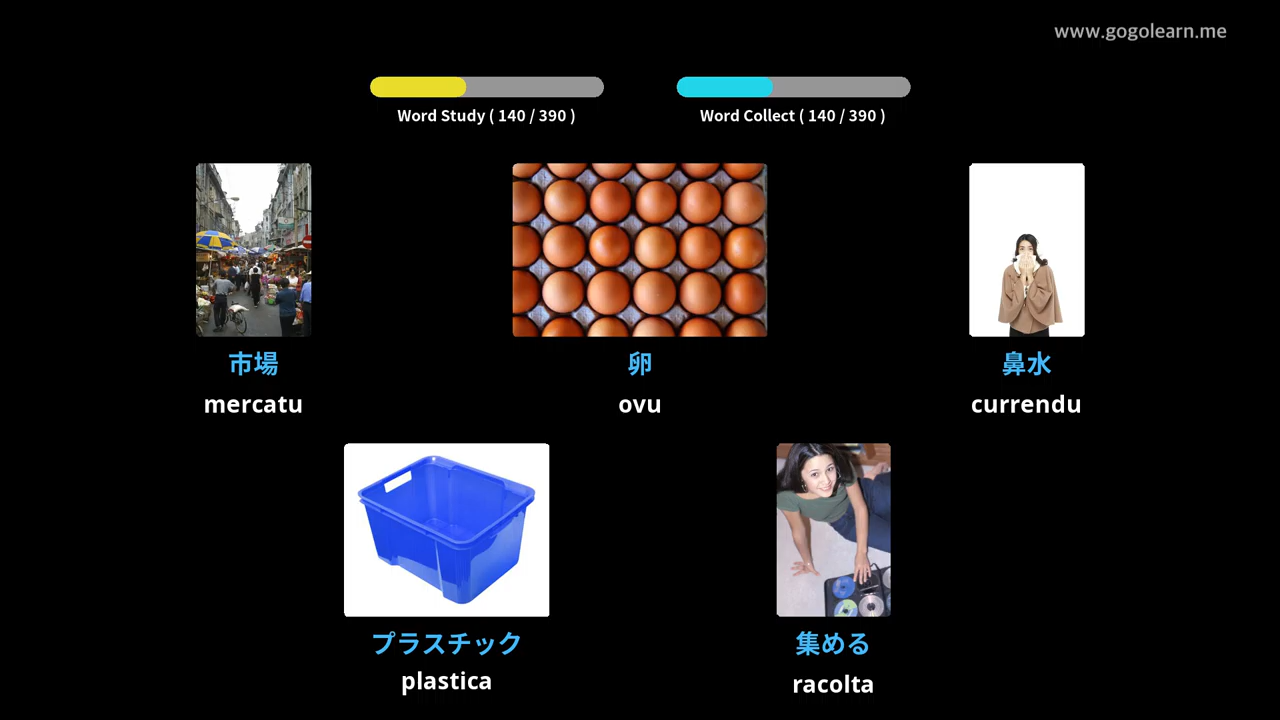 www.gogolearn.me
Word Study ( 140 / 390 )
Word Collect ( 140 / 390 )
市場
mercatu
卵
ovu
鼻水
currendu
プラスチック
plastica
集める
racolta